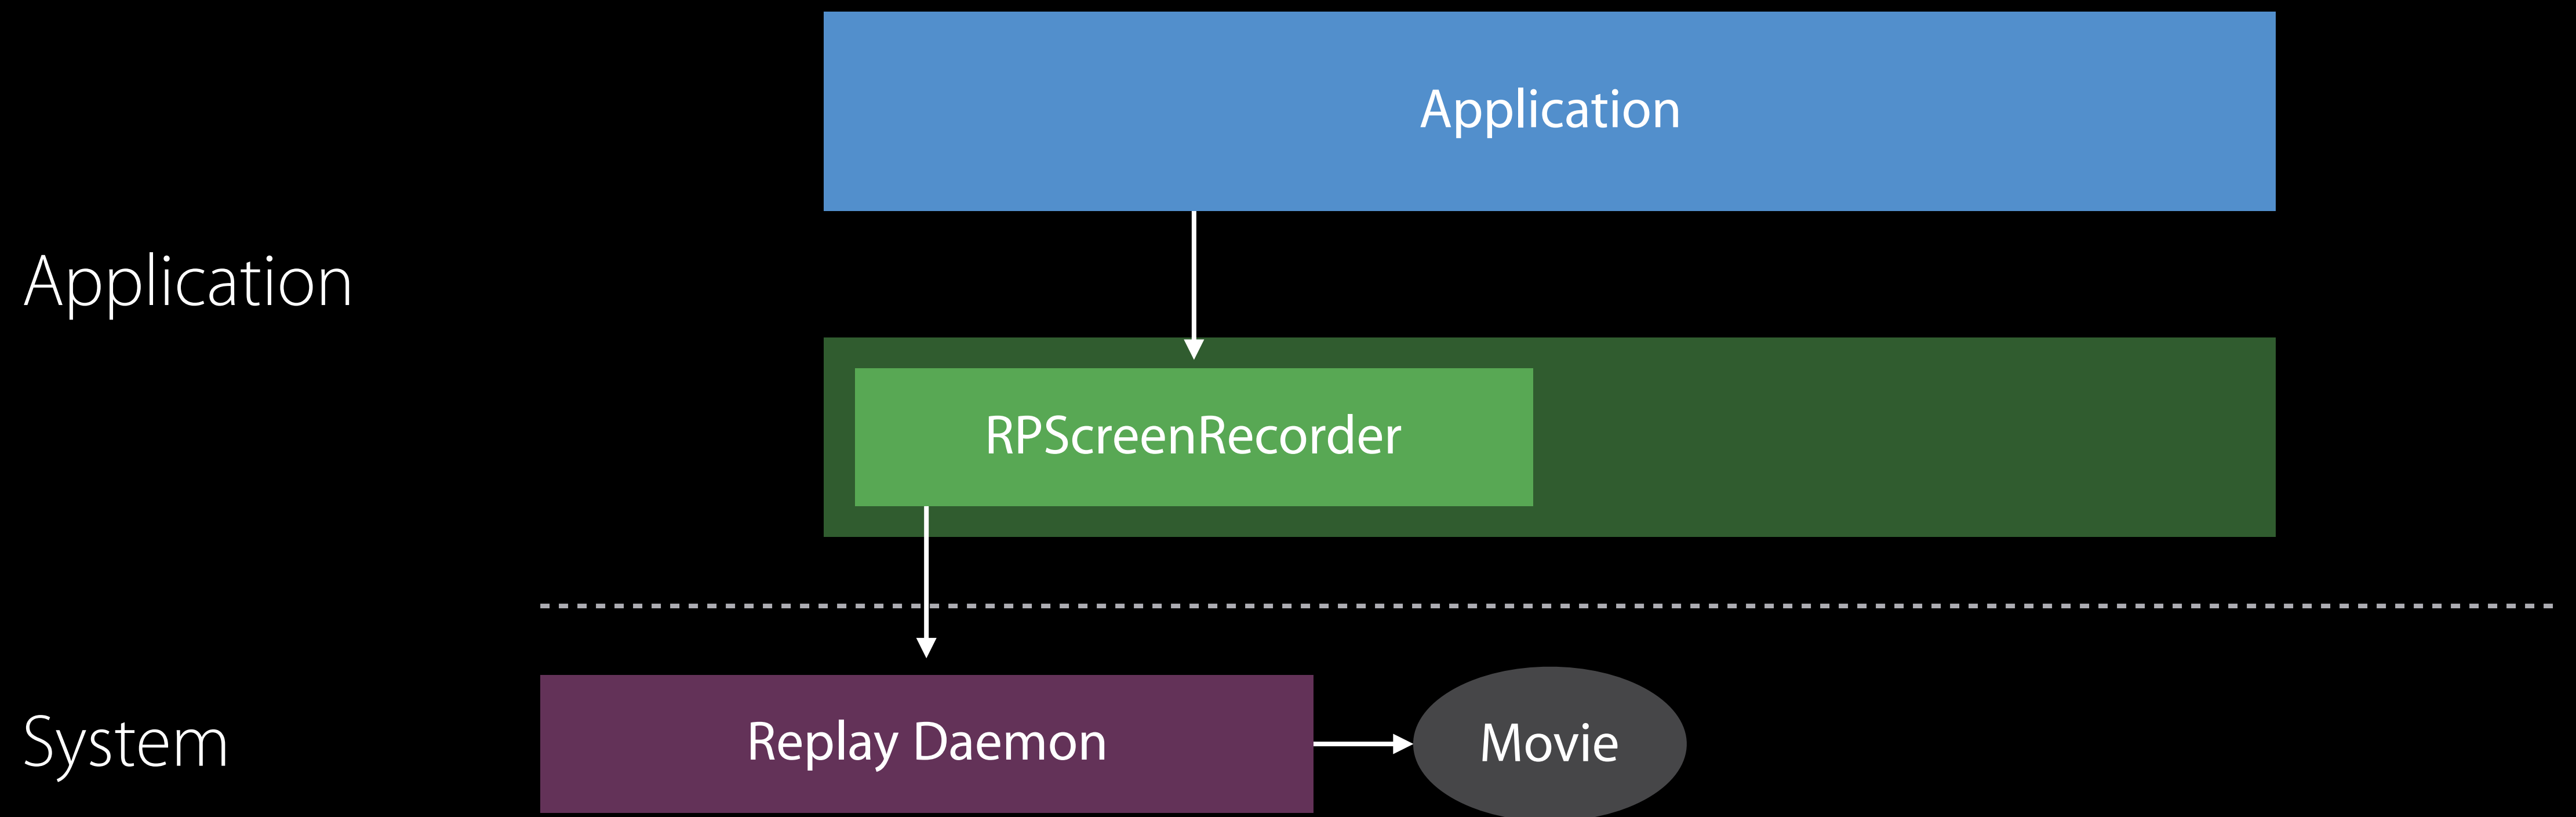 Application
Application
RPScreenRecorder
System
Replay Daemon
Movie